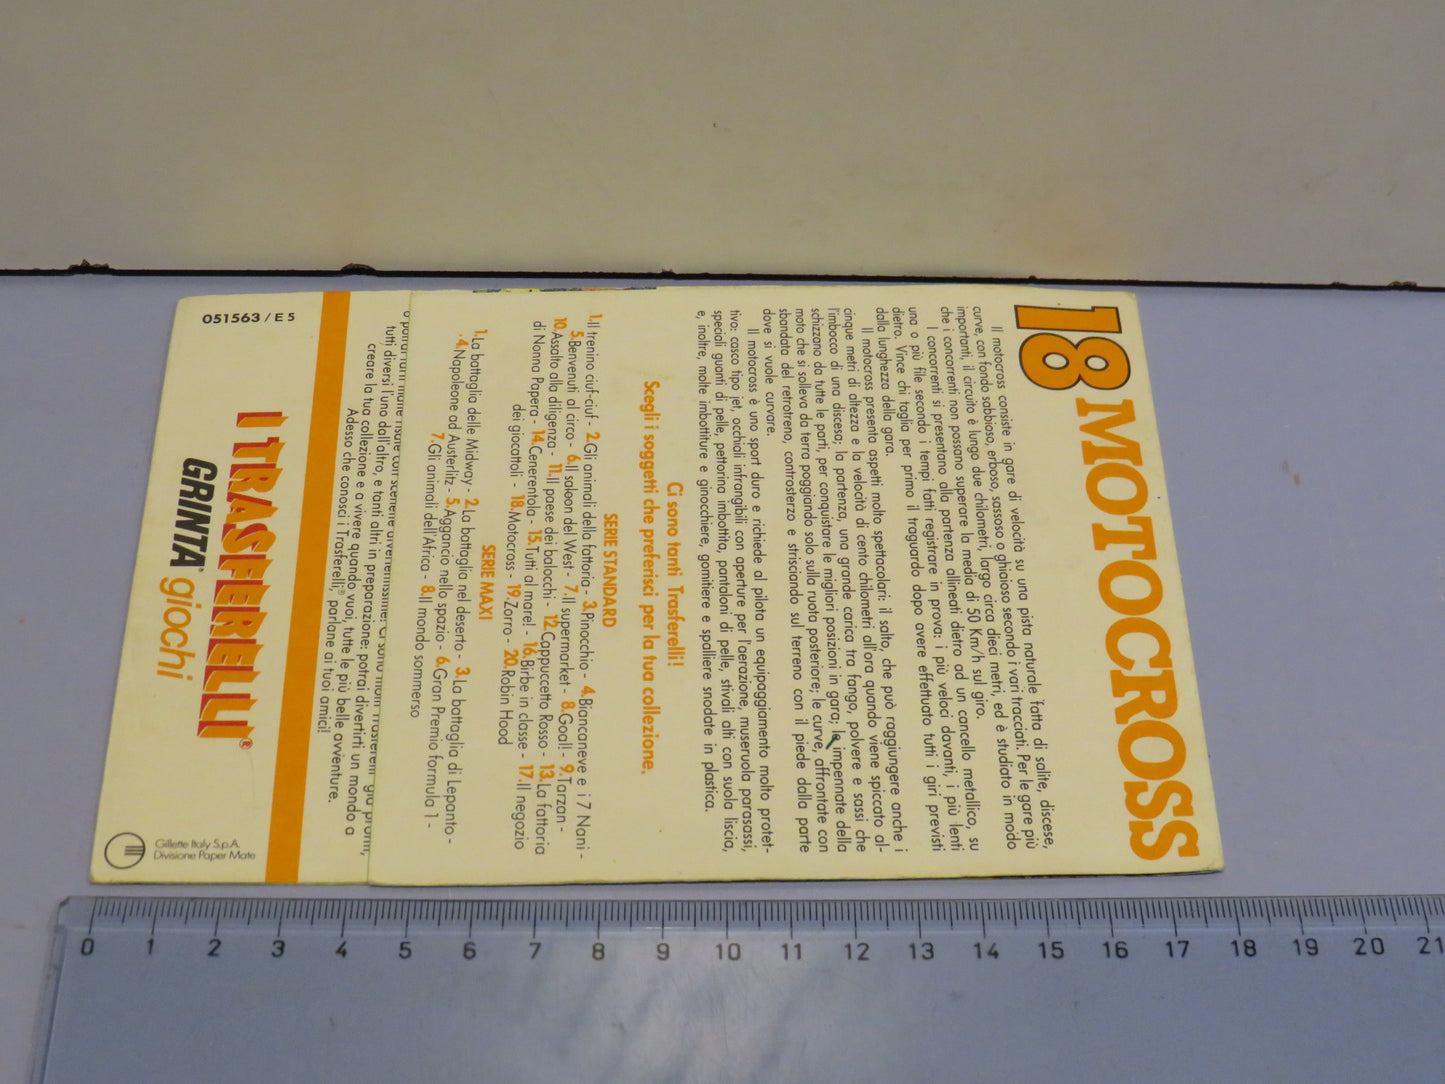 18 MOTOCROSS
Il motocross consiste in gare di velocità su una pista naturale fatta di salite, discese,
curve, con fondo sabbioso, erboso, sassoso o ghiaioso secondo i vari tracciati. Per le gare più
importanti, il circuito è lungo due chilometri, largo circa dieci metri, ed è studiato in modo
che i concorrenti non possano superare la media di 50 Km/h sul giro.
I concorrenti si presentano alla partenza allineati dietro ad un cancello metallico, su
una o più file secondo i tempi fatti registrare in prova: i più veloci davanti, i più lenti
dietro. Vince chi taglia per primo il traguardo dopo avere effettuato tutti i giri previsti
dalla lunghezza della gara.
Il motocross presenta aspetti molto spettacolari: il salto, che può raggiungere anche i
cinque metri di altezza e la velocità di cento chilometri all'ora quando viene spiccato al-
l'imbocco di una discesa; la partenza, una grande carica tra fango, polvere e sassi che
schizzano da tutte le parti, per conquistare le migliori posizioni in gara; le impennate della
moto che si solleva da terra poggiando solo sulla ruota posteriore; le curve, affrontate con
sbandata del retrotreno, controsterzo e strisciando sul terreno con il piede dalla parte
dove si vuole curvare.
Il motocross è uno sport duro e richiede al pilota un equipaggiamento molto protet-
tivo: casco tipo jet, occhiali infrangibili con aperture per l'aerazione, museruola parasassi,
speciali guanti di pelle, pettorina imbottita, pantaloni di pelle, stivali alti con suola liscia,
e, inoltre, molte imbottiture e ginocchiere, gomitiere e spalliere snodate in plastica.
Ci sono tanti Trasferelli!
Scegli i soggetti che preferisci per la tua collezione.
SERIE STANDARD
1.Il trenino ciuf-ciuf - 2.Gli animali della fattoria - 3.Pinocchio - 4.Biancaneve e i 7 Nani -
5.Benvenuti al circo - 6.Il saloon del West - 7.Il supermarket - 8.Goal! - 9.Tarzan -
10.Assalto alla diligenza - 11.Il paese dei balocchi - 12.Cappuccetto Rosso - 13.La fattoria
di Nonna Papera - 14.Cenerentola - 15.Tutti al mare! - 16.Birbe in classe - 17.Il negozio
dei giocattoli - 18.Motocross - 19.Zorro - 20.Robin Hood
SERIE MAXI
1.La battaglia delle Midway - 2.La battaglia nel deserto - 3.La battaglia di Lepanto -
4.Napoleone ad Austerlitz - 5.Aggancio nello spazio - 6.Gran Premio formula 1 -
7.Gli animali dell'Africa - 8.Il mondo sommerso
tutti diversi l'uno dall'altro, e tanti altri in preparazione: potrai divertirti un mondo a
creare la tua collezione e a vivere quando vuoi, tutte le più belle avventure.
Adesso che conosci i Trasferelli,® parlane ai tuoi amici!
I TRASFERELLI®
GRINTA® giochi
051563 / E 5
Gillette Italy S.p.A.
Divisione Paper Mate
0 1 2 3 4 5 6 7 8 9 10 11 12 13 14 15 16 17 18 19 20 21